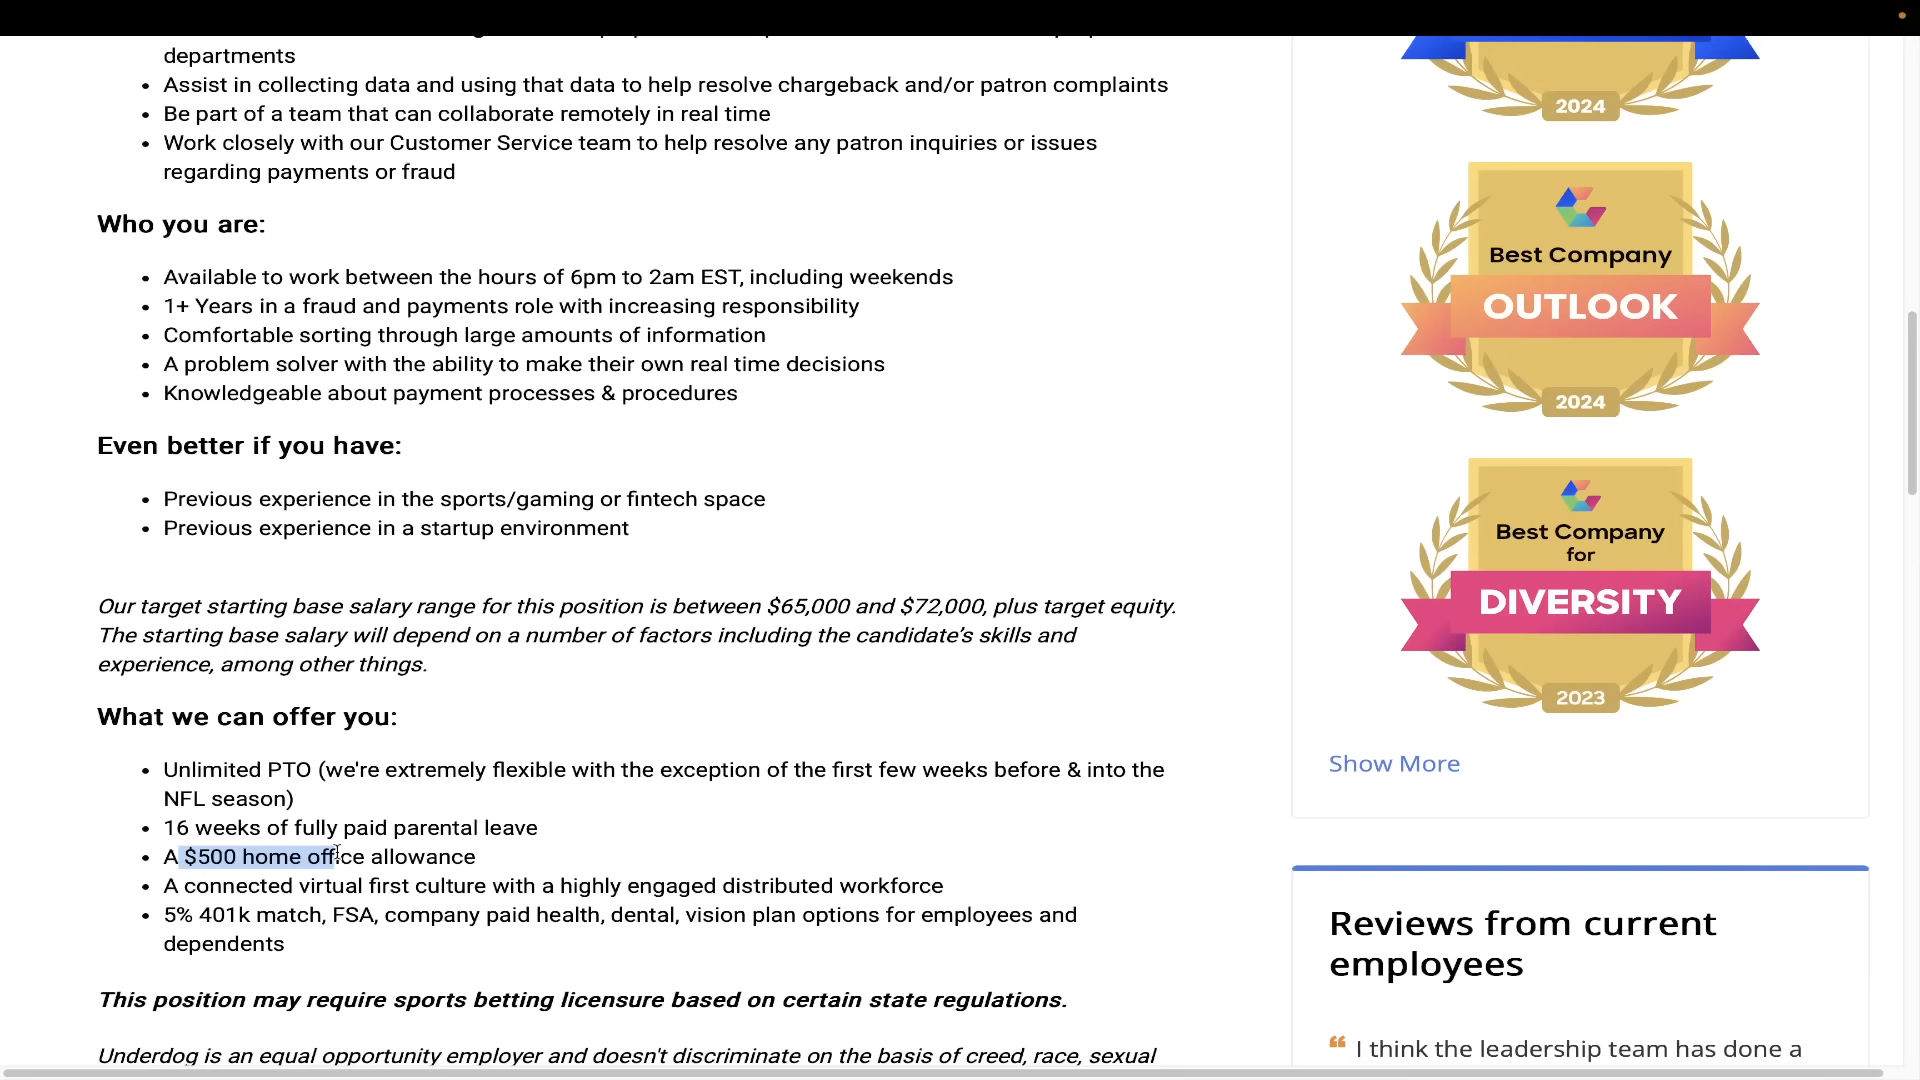 departments
Assist in collecting data and using that data to help resolve chargeback and/or patron complaints
Be part of a team that can collaborate remotely in real time
Work closely with our Customer Service team to help resolve any patron inquiries or issues
regarding payments or fraud
Who you are:
Available to work between the hours of 6pm to 2am EST, including weekends
1+ Years in a fraud and payments role with increasing responsibility
Comfortable sorting through large amounts of information
A problem solver with the ability to make their own real time decisions
Knowledgeable about payment processes & procedures
Even better if you have:
Previous experience in the sports/gaming or fintech space
Previous experience in a startup environment
Our target starting base salary range for this position is between $65,000 and $72,000, plus target equity.
The starting base salary will depend on a number of factors including the candidate’s skills and
experience, among other things.
What we can offer you:
Unlimited PTO (we're extremely flexible with the exception of the first few weeks before & into the
NFL season)
16 weeks of fully paid parental leave
A $500 home office allowance
A connected virtual first culture with a highly engaged distributed workforce
5% 401k match, FSA, company paid health, dental, vision plan options for employees and
dependents
This position may require sports betting licensure based on certain state regulations.
Underdog is an equal opportunity employer and doesn't discriminate on the basis of creed, race, sexual
2024
Best Company
OUTLOOK
2024
Best Company
for
DIVERSITY
2023
Show More
Reviews from current
employees
“ I think the leadership team has done a